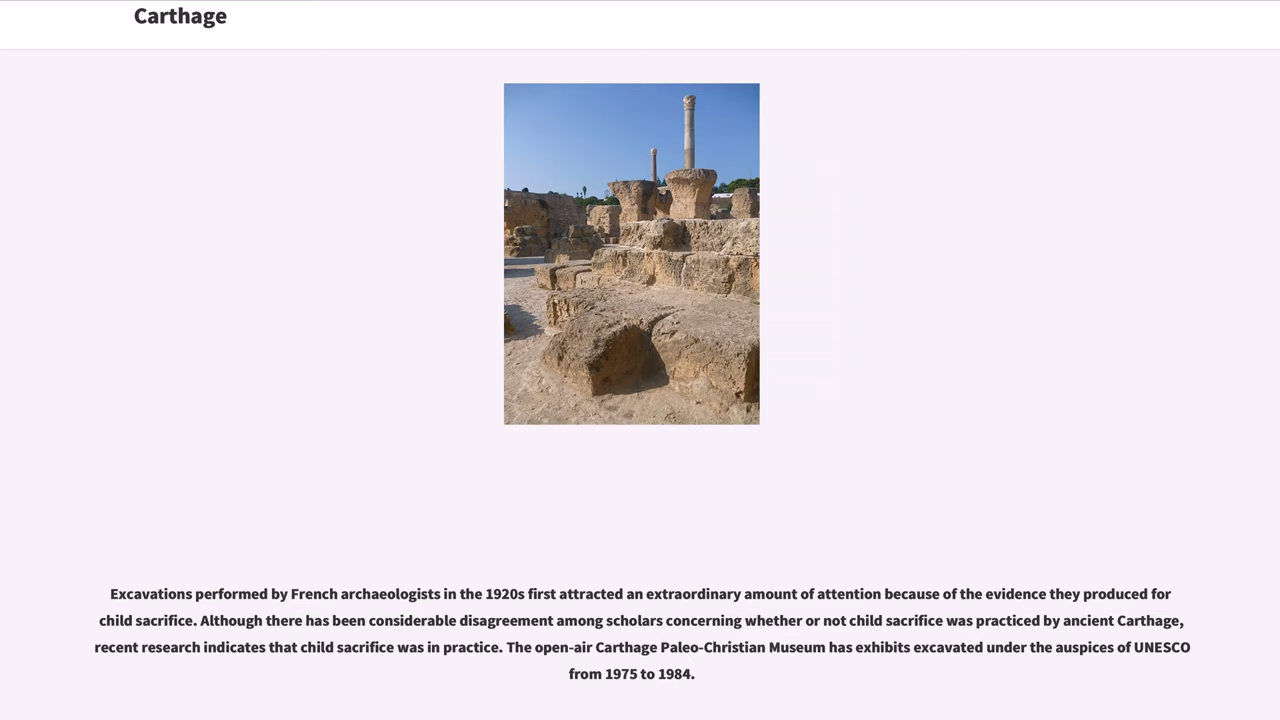 Carthage
Excavations performed by French archaeologists in the 1920s first attracted an extraordinary amount of attention because of the evidence they produced for
child sacrifice. Although there has been considerable disagreement among scholars concerning whether or not child sacrifice was practiced by ancient Carthage,
recent research indicates that child sacrifice was in practice. The open-air Carthage Paleo-Christian Museum has exhibits excavated under the auspices of UNESCO
from 1975 to 1984.